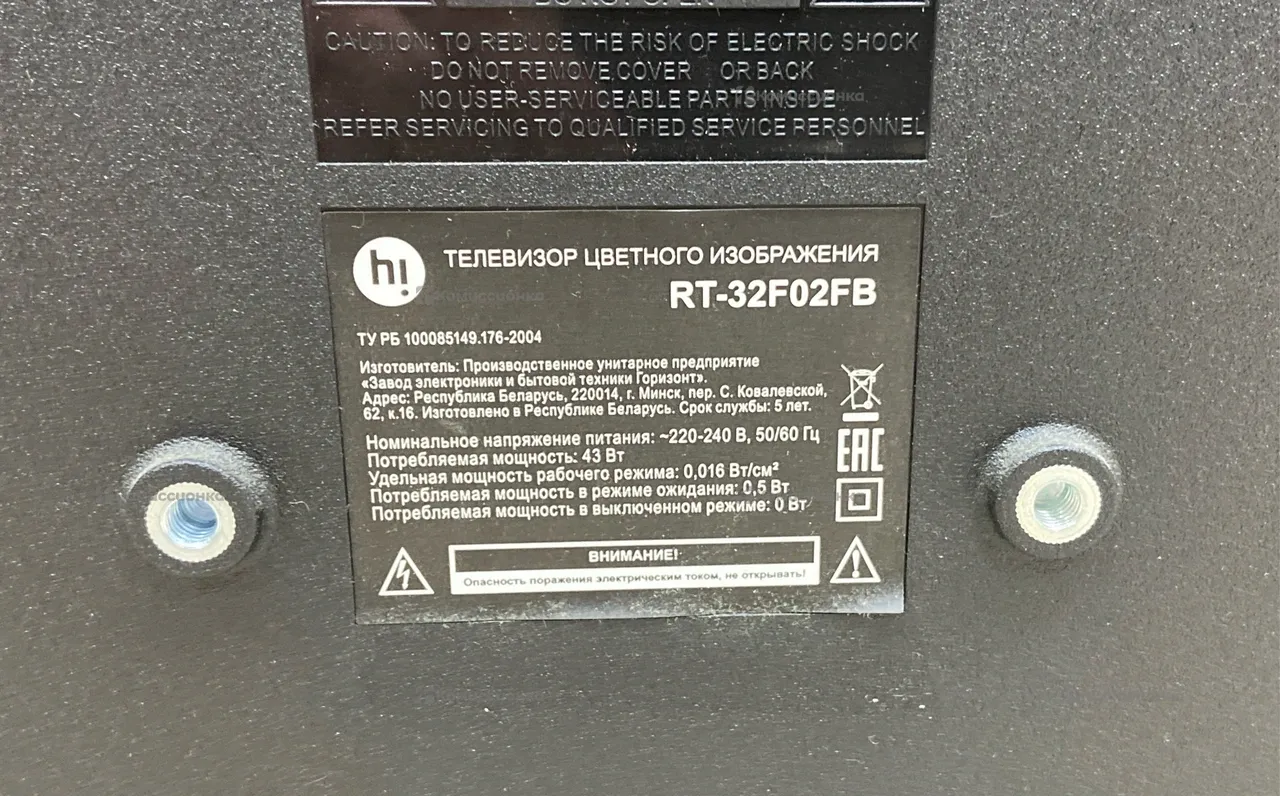 DO NOT OPEN
CAUTION: TO REDUCE THE RISK OF ELECTRIC SHOCK
DO NOT REMOVE COVER OR BACK
NO USER-SERVICEABLE PARTS INSIDE
REFER SERVICING TO QUALIFIED SERVICE PERSONNEL
h!
ТЕЛЕВИЗОР ЦВЕТНОГО ИЗОБРАЖЕНИЯ
RT-32F02FB
ТУ РБ 100085149.176-2004
Изготовитель: Производственное унитарное предприятие
«Завод электроники и бытовой техники Горизонт».
Адрес: Республика Беларусь, 220014, г. Минск, пер. С. Ковалевской,
62, к.16. Изготовлено в Республике Беларусь. Срок службы: 5 лет.
Номинальное напряжение питания: ~220-240 В, 50/60 Гц
Потребляемая мощность: 43 Вт
Удельная мощность рабочего режима: 0,016 Вт/см²
Потребляемая мощность в режиме ожидания: 0,5 Вт
Потребляемая мощность в выключенном режиме: 0 Вт
EAC
ВНИМАНИЕ!
Опасность поражения электрическим током, не открывать!